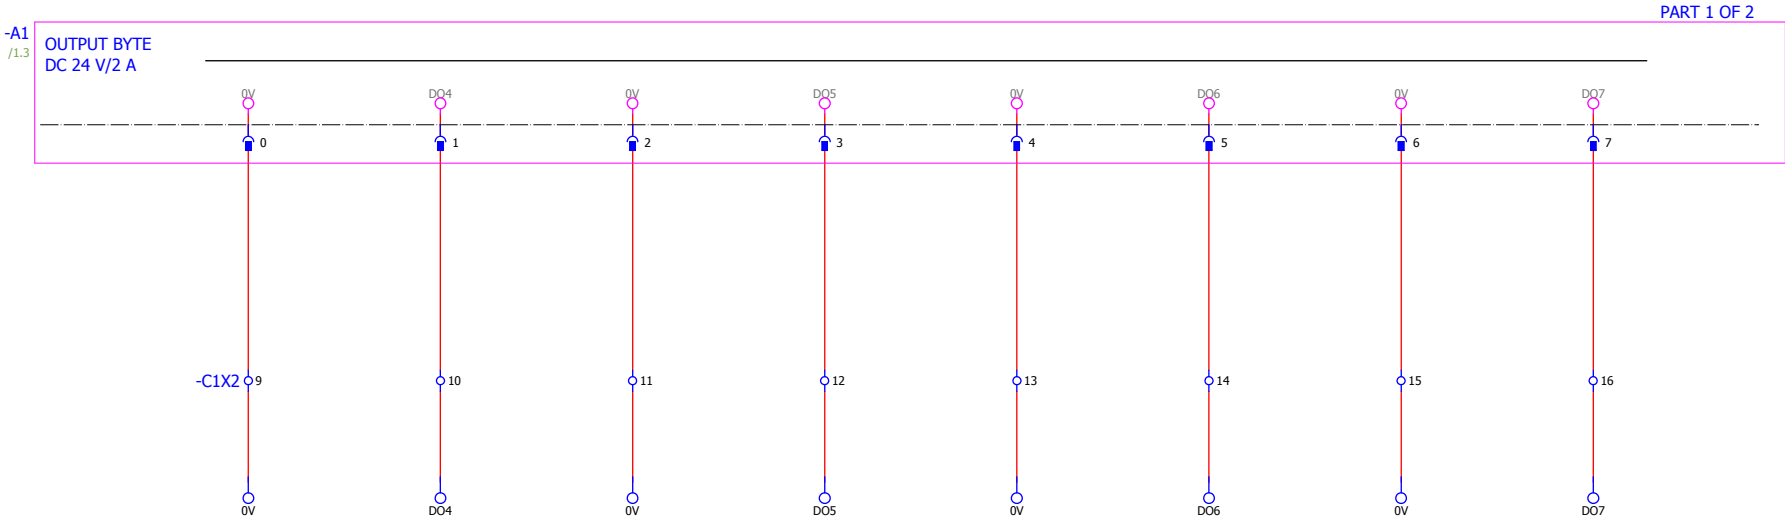 PART 1 OF 2
-A1
/1.3
OUTPUT BYTE
DC 24 V/2 A
0V DO4 0V DO5 0V DO6 0V DO7
0 1 2 3 4 5 6 7
-C1X2 9 10 11 12 13 14 15 16
0V DO4 0V DO5 0V DO6 0V DO7